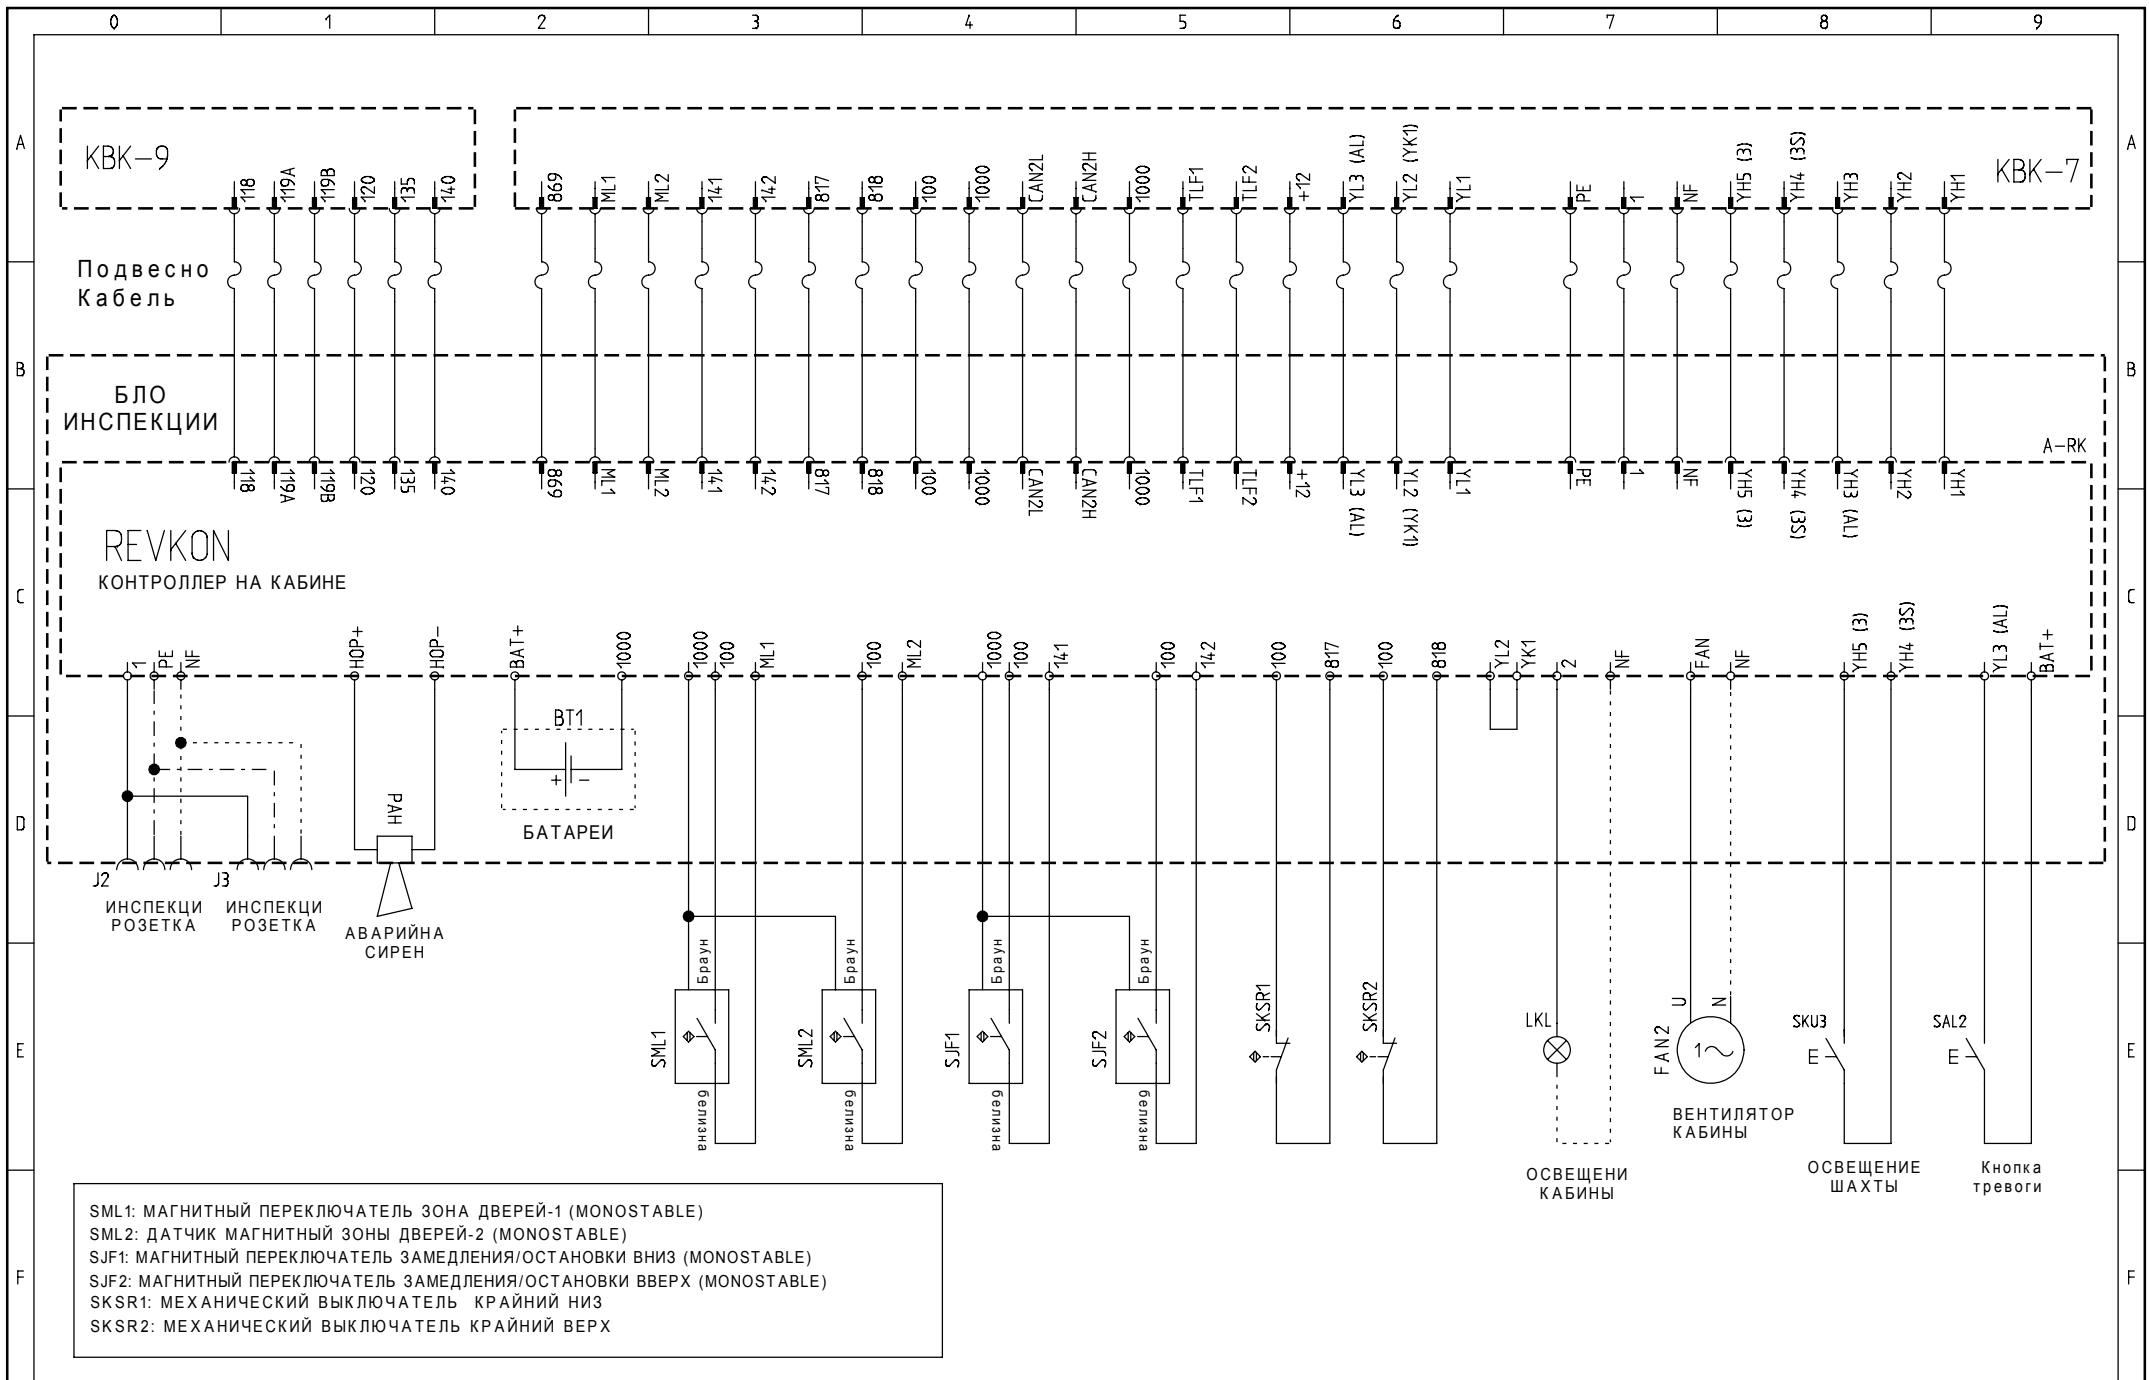 0 1 2 3 4 5 6 7 8 9
A A
KBK-9
118 119A 119B 120 135 140
869 ML1 ML2 141 142 817 818 100 1000 CAN2L CAN2H 1000 TLF1 TLF2 +12 YL3 (AL) YL2 (YK1) YL1 PE 1 NF YH5 (3) YH4 (3S) YH3 YH2 YH1
KBK-7
Подвесно
Кабель
B B
БЛО
ИНСПЕКЦИИ
A-RK
118 119A 119B 120 135 140 869 ML1 ML2 141 142 817 818 100 1000 CAN2L CAN2H 1000 TLF1 TLF2 +12 YL3 (AL) YL2 (YK1) YL1 PE 1 NF YH5 (3) YH4 (3S) YH3 (AL) YH2 YH1
REVKON
КОНТРОЛЛЕР НА КАБИНЕ
C C
1 PE NF HOP+ HOP- BAT+ 1000 1000 100 ML1 100 ML2 1000 100 141 100 142 100 817 100 818 YL2 YK1 2 NF FAN NF YH5 (3) YH4 (3S) YL3 (AL) BAT+
BT1
+ -
PAH
БАТАРЕИ
D D
J2 J3
ИНСПЕКЦИ
РОЗЕТКА
ИНСПЕКЦИ
РОЗЕТКА
АВАРИЙНА
СИРЕН
Браун Браун Браун Браун
SML1 SML2 SJF1 SJF2 SKSR1 SKSR2
белизна белизна белизна белизна
LKL
U N
FAN2
1~
SKU3
E
SAL2
E
E E
ВЕНТИЛЯТОР
КАБИНЫ
ОСВЕЩЕНИ
КАБИНЫ
ОСВЕЩЕНИЕ
ШАХТЫ
Кнопка
тревоги
SML1: МАГНИТНЫЙ ПЕРЕКЛЮЧАТЕЛЬ ЗОНА ДВЕРЕЙ-1 (MONOSTABLE)
SML2: ДАТЧИК МАГНИТНЫЙ ЗОНЫ ДВЕРЕЙ-2 (MONOSTABLE)
SJF1: МАГНИТНЫЙ ПЕРЕКЛЮЧАТЕЛЬ ЗАМЕДЛЕНИЯ/ОСТАНОВКИ ВНИЗ (MONOSTABLE)
SJF2: МАГНИТНЫЙ ПЕРЕКЛЮЧАТЕЛЬ ЗАМЕДЛЕНИЯ/ОСТАНОВКИ ВВЕРХ (MONOSTABLE)
SKSR1: МЕХАНИЧЕСКИЙ ВЫКЛЮЧАТЕЛЬ КРАЙНИЙ НИЗ
SKSR2: МЕХАНИЧЕСКИЙ ВЫКЛЮЧАТЕЛЬ КРАЙНИЙ ВЕРХ
F F